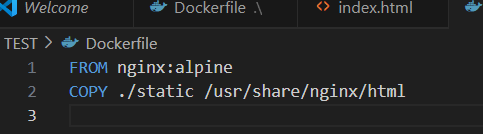 Welcome Dockerfile .\ index.html
TEST > Dockerfile
1 FROM nginx:alpine
2 COPY ./static /usr/share/nginx/html
3